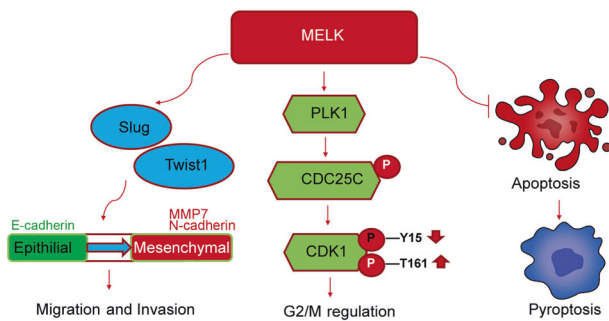 MELK
Slug
Twist1
E-cadherin
MMP7
N-cadherin
Epithilial
Mesenchymal
Migration and Invasion
PLK1
CDC25C
P
CDK1
P
Y15
P
T161
G2/M regulation
Apoptosis
Pyroptosis